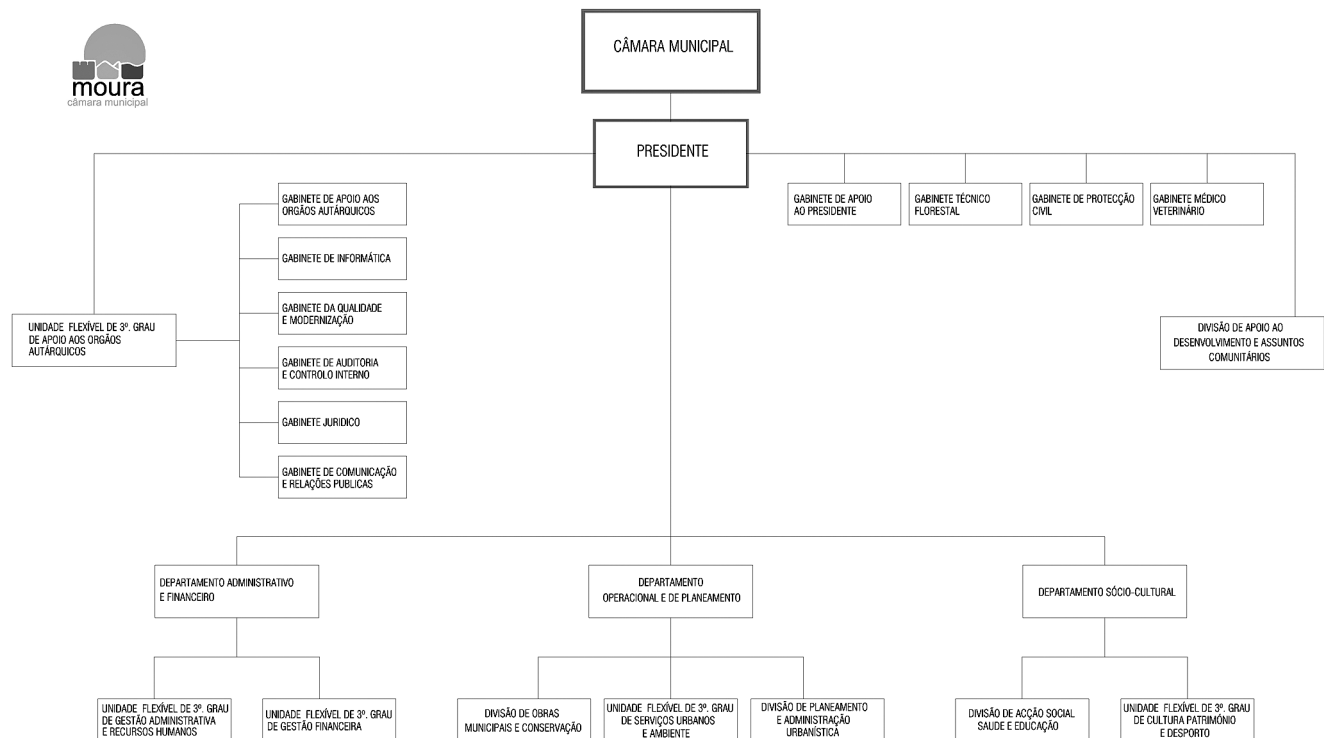 moura
câmara municipal
CÂMARA MUNICIPAL
PRESIDENTE
GABINETE DE APOIO AOS
ORGÃOS AUTÁRQUICOS
GABINETE DE INFORMÁTICA
GABINETE DA QUALIDADE
E MODERNIZAÇÃO
GABINETE DE AUDITORIA
E CONTROLO INTERNO
GABINETE JURIDICO
GABINETE DE COMUNICAÇÃO
E RELAÇÕES PUBLICAS
UNIDADE FLEXÍVEL DE 3º. GRAU
DE APOIO AOS ORGÃOS
AUTÁRQUICOS
GABINETE DE APOIO
AO PRESIDENTE
GABINETE TÉCNICO
FLORESTAL
GABINETE DE PROTECÇÃO
CIVIL
GABINETE MÉDICO
VETERINÁRIO
DIVISÃO DE APOIO AO
DESENVOLVIMENTO E ASSUNTOS
COMUNITÁRIOS
DEPARTAMENTO ADMINISTRATIVO
E FINANCEIRO
DEPARTAMENTO
OPERACIONAL E DE PLANEAMENTO
DEPARTAMENTO SÓCIO-CULTURAL
UNIDADE FLEXÍVEL DE 3º. GRAU
DE GESTÃO ADMINISTRATIVA
E RECURSOS HUMANOS
UNIDADE FLEXÍVEL DE 3º. GRAU
DE GESTÃO FINANCEIRA
DIVISÃO DE OBRAS
MUNICIPAIS E CONSERVAÇÃO
UNIDADE FLEXÍVEL DE 3º. GRAU
DE SERVIÇOS URBANOS
E AMBIENTE
DIVISÃO DE PLANEAMENTO
E ADMINISTRAÇÃO
URBANÍSTICA
DIVISÃO DE ACÇÃO SOCIAL
SAUDE E EDUCAÇÃO
UNIDADE FLEXÍVEL DE 3º. GRAU
DE CULTURA PATRIMÓNIO
E DESPORTO